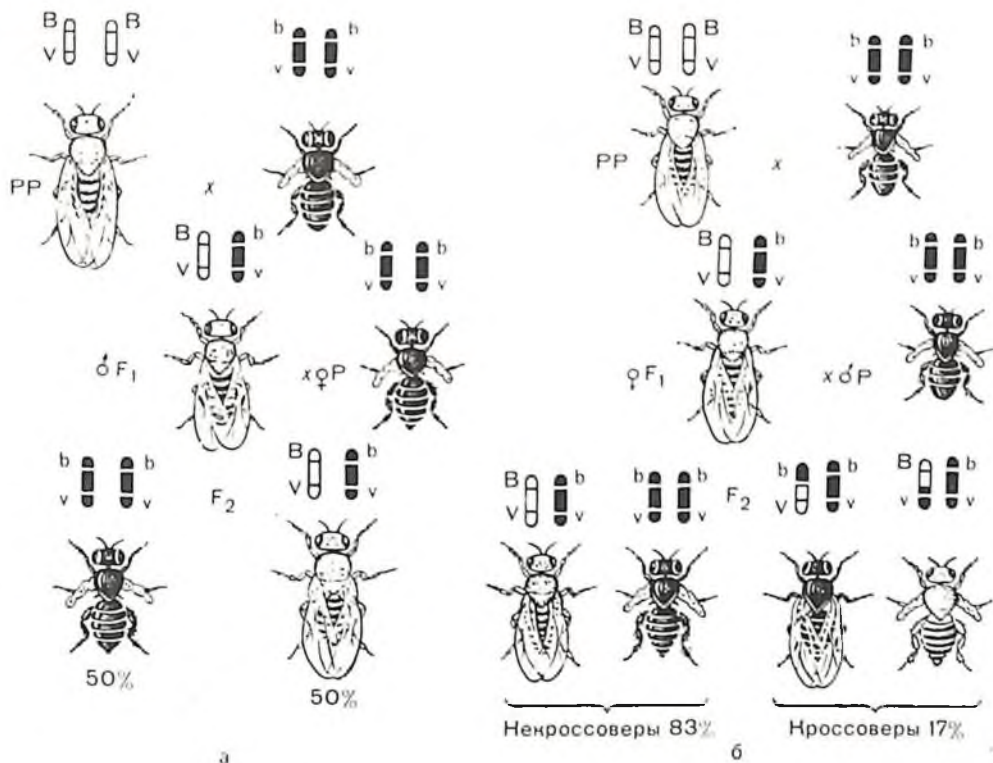 B B
V V
b b
v v
PP
x
B b
V v
b b
v v
♂ F₁
x ♀ P
b b
v v
F₂
B b
V v
50%
50%
а
B B
V V
b b
v v
PP
x
B b
V v
b b
v v
♀ F₁
x ♂ P
B b
V v
b b
v v
F₂
b b
V v
B b
v v
Некроссоверы 83%
Кроссоверы 17%
б